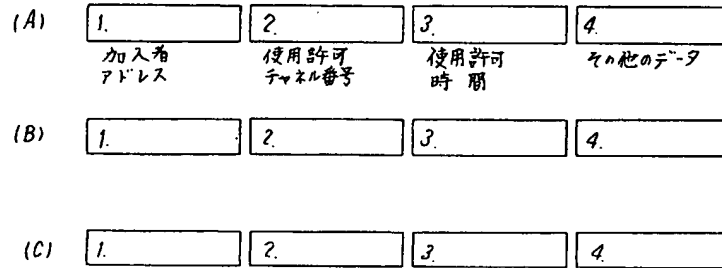 (A) 1. 2. 3. 4.
加入者 使用許可 使用許可 その他のデータ
アドレス チャネル番号 時間
(B) 1. 2. 3. 4.
(C) 1. 2. 3. 4.